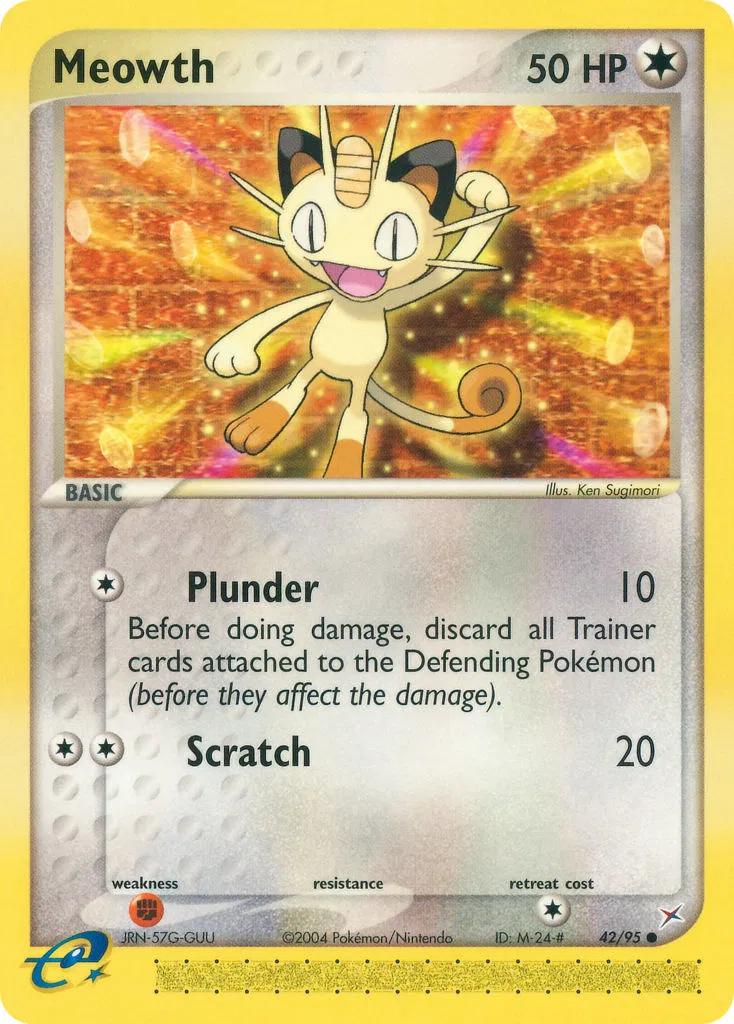 Meowth 50 HP
BASIC
Illus. Ken Sugimori
Plunder 10
Before doing damage, discard all Trainer
cards attached to the Defending Pokémon
(before they affect the damage).
Scratch 20
weakness resistance retreat cost
JRN-57G-GUU ©2004 Pokémon/Nintendo ID: M-24-# 42/95
e